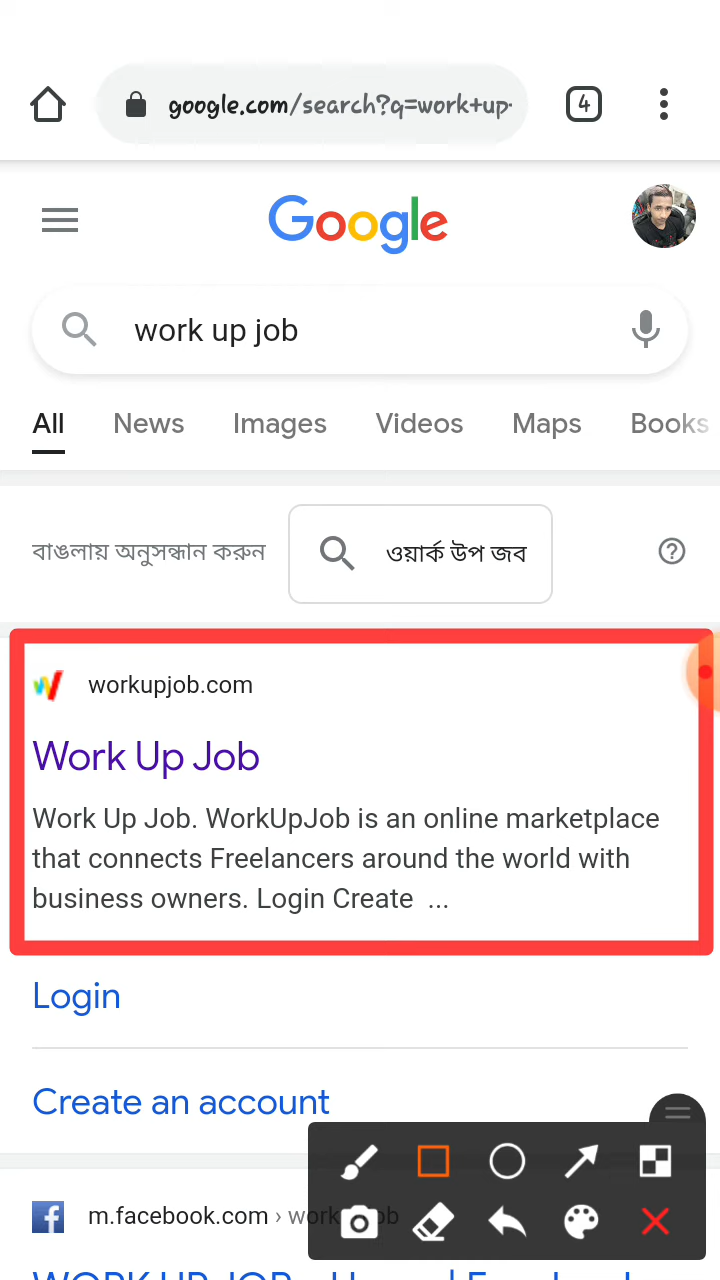 google.com/search?q=work+up
4
Google
work up job
All News Images Videos Maps Books
বাঙলায় অনুসন্ধান করুন ওয়ার্ক উপ জব
workupjob.com
Work Up Job
Work Up Job. WorkUpJob is an online marketplace
that connects Freelancers around the world with
business owners. Login Create ...
Login
Create an account
m.facebook.com ›